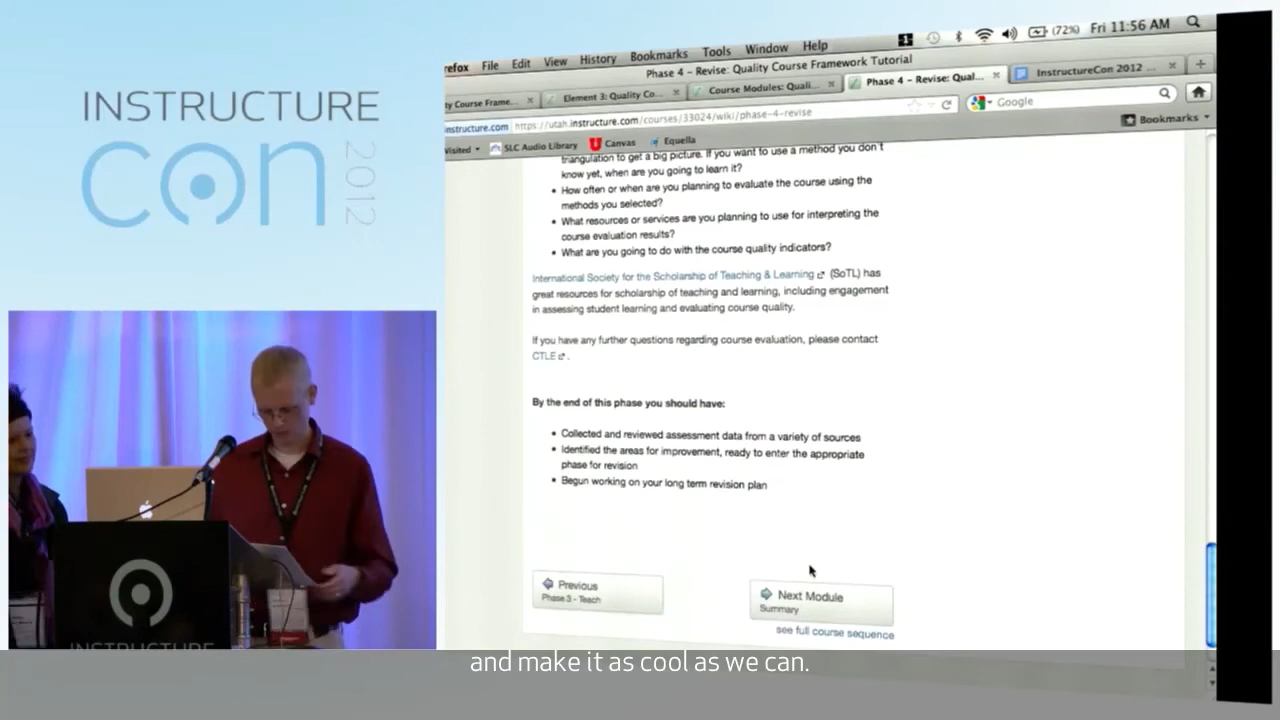 INSTRUCTURE
con 2012
File Edit View History Bookmarks Tools Window Help
(72%) Fri 11:56 AM
Phase 4 - Revise: Quality Course Framework Tutorial
ty Course Frame...
Element 3: Quality Co...
Course Modules: Quali...
Phase 4 - Revise: Qual...
InstructureCon 2012 ...
nstructure.com https://utah.instructure.com/courses/33024/wiki/phase-4-revise
Google
Bookmarks
Visited
SLC Audio Library
Canvas
Equella
triangulation to get a big picture. If you want to use a method you don't
know yet, when are you going to learn it?
• How often or when are you planning to evaluate the course using the
methods you selected?
• What resources or services are you planning to use for interpreting the
course evaluation results?
• What are you going to do with the course quality indicators?
International Society for the Scholarship of Teaching & Learning (SoTL) has
great resources for scholarship of teaching and learning, including engagement
in assessing student learning and evaluating course quality.
If you have any further questions regarding course evaluation, please contact
CTLE.
By the end of this phase you should have:
• Collected and reviewed assessment data from a variety of sources
• Identified the areas for improvement, ready to enter the appropriate
phase for revision
• Begun working on your long term revision plan
Previous
Phase 3 - Teach
Next Module
Summary
see full course sequence
INSTRUCTURE
and make it as cool as we can.